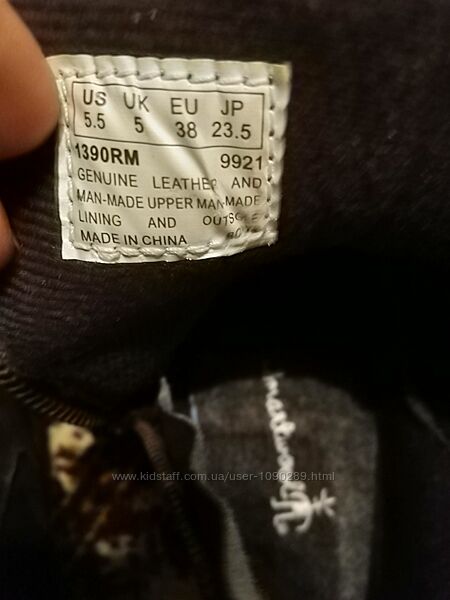 US UK EU JP
5.5 5 38 23.5
1390RM 9921
GENUINE LEATHER AND
MAN-MADE UPPER MAN-MADE
LINING AND OUTSOLE
MADE IN CHINA
www.kidstaff.com.ua/user-1090289.html